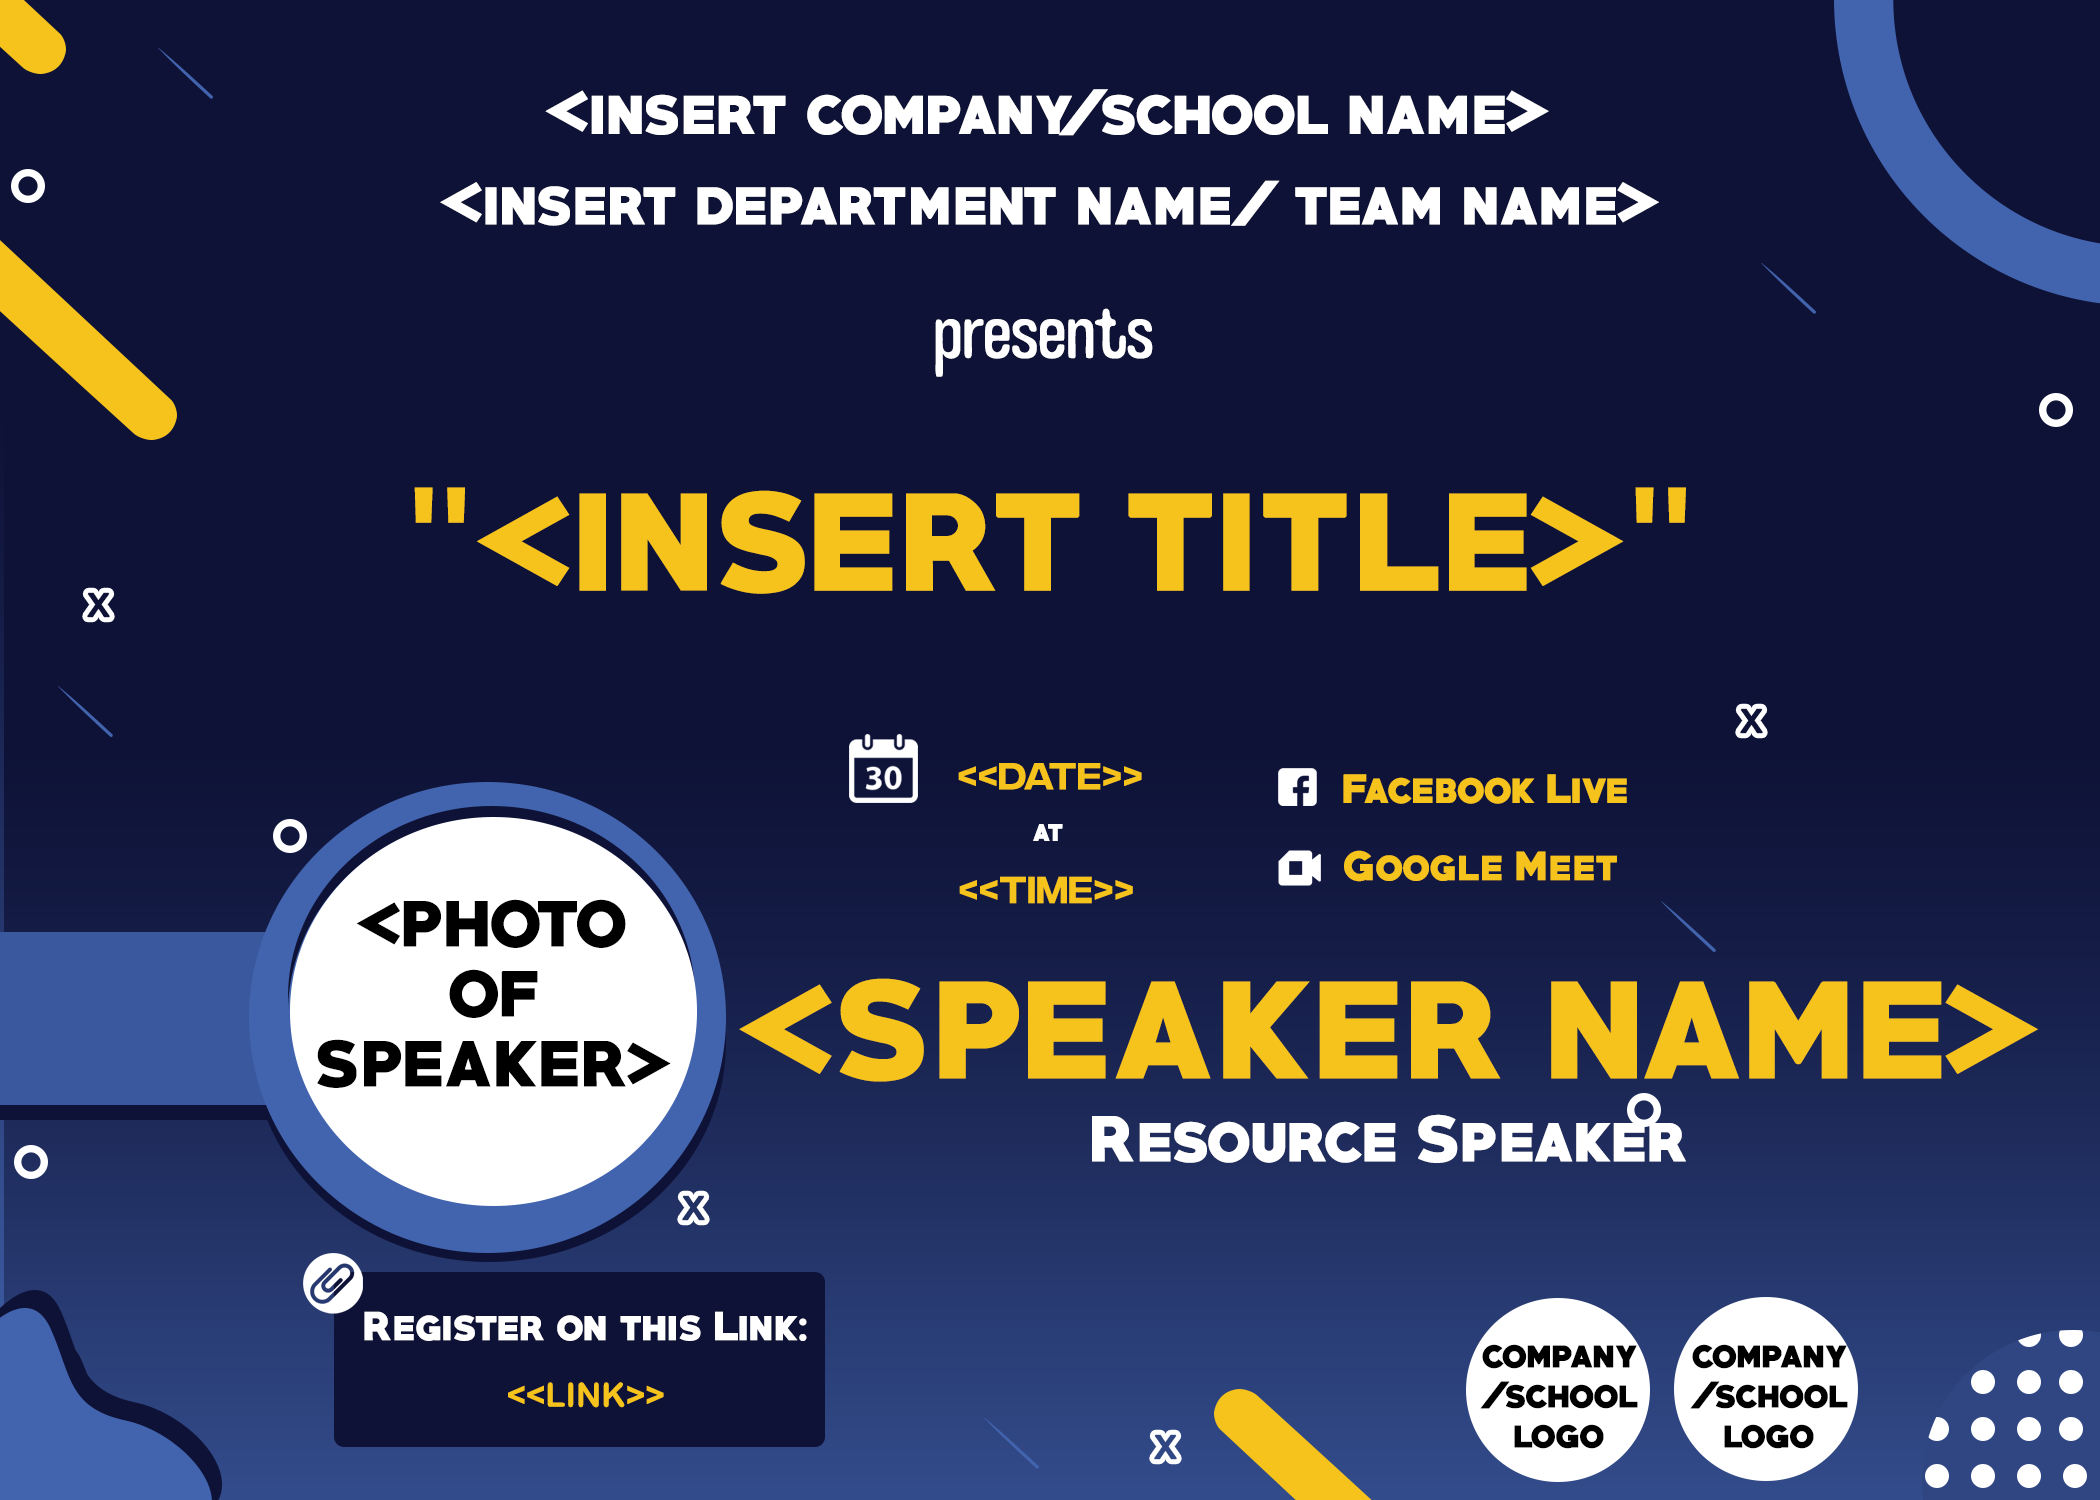 <INSERT COMPANY/SCHOOL NAME>
<INSERT DEPARTMENT NAME/ TEAM NAME>
presents
"<INSERT TITLE>"
30
<<DATE>>
AT
<<TIME>>
FACEBOOK LIVE
GOOGLE MEET
<PHOTO
OF
SPEAKER>
<SPEAKER NAME>
RESOURCE SPEAKER
REGISTER ON THIS LINK:
<<LINK>>
COMPANY
/SCHOOL
LOGO
COMPANY
/SCHOOL
LOGO